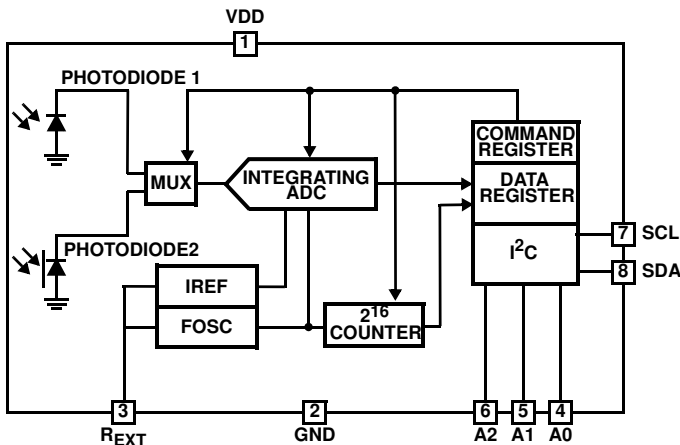 VDD
1
PHOTODIODE 1
COMMAND
REGISTER
MUX
INTEGRATING
ADC
DATA
REGISTER
7 SCL
PHOTODIODE2
I²C
8 SDA
IREF
FOSC
2¹⁶
COUNTER
3
2
6
5
4
R_EXT
GND
A2
A1
A0